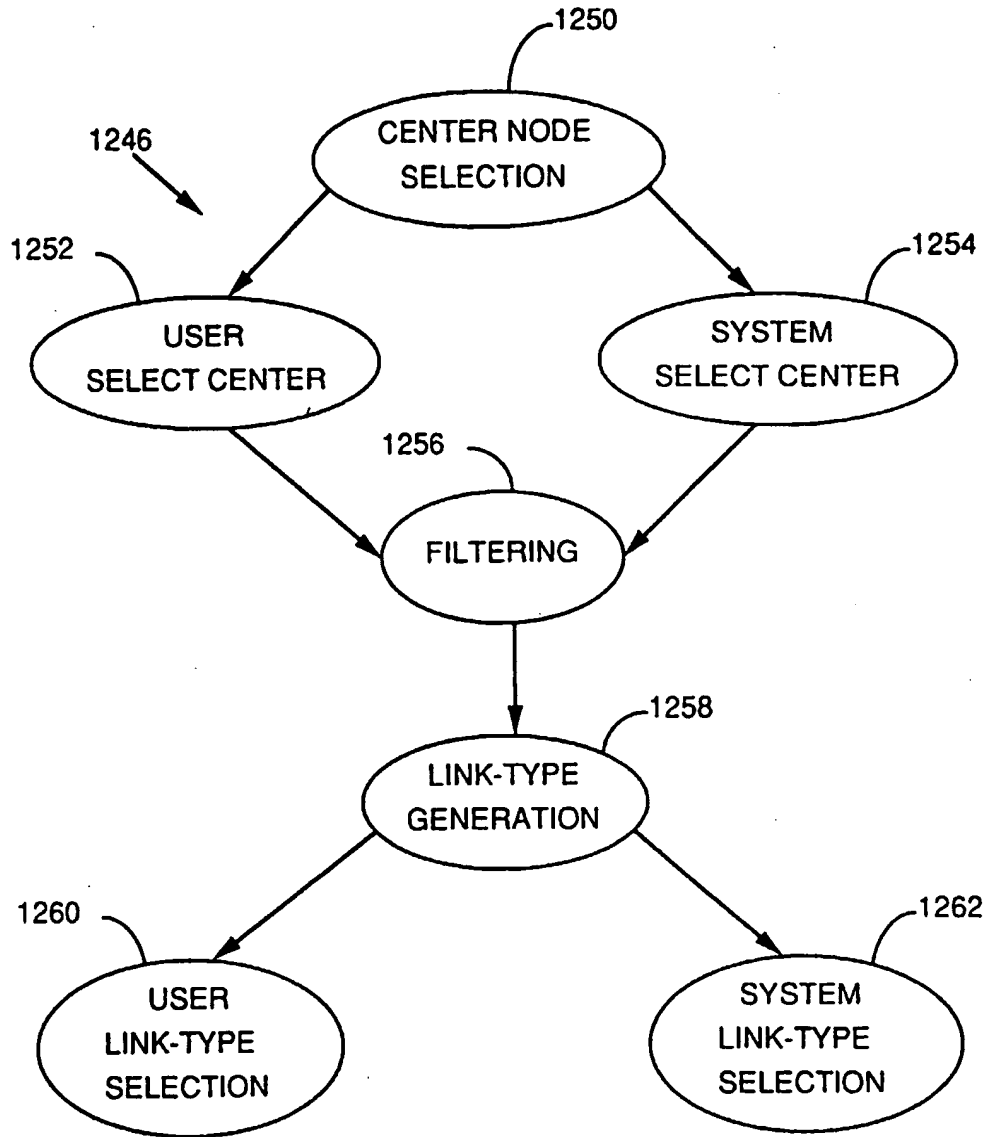 1250
CENTER NODE
SELECTION
1246
1252
1254
USER
SELECT CENTER
SYSTEM
SELECT CENTER
1256
FILTERING
1258
LINK-TYPE
GENERATION
1260
1262
USER
LINK-TYPE
SELECTION
SYSTEM
LINK-TYPE
SELECTION